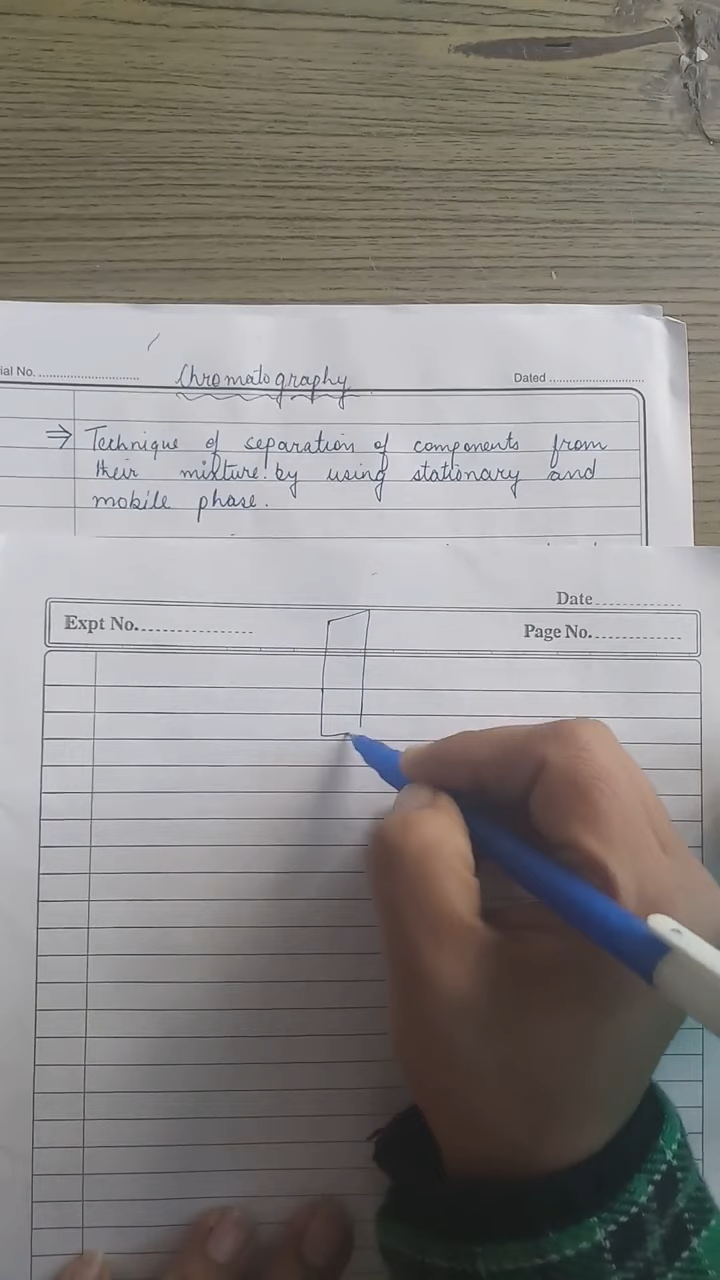 ial No. Chromatography Dated
⇒ Technique of separation of components from
their mixture by using stationary and
mobile phase.
Date
Expt No. Page No.